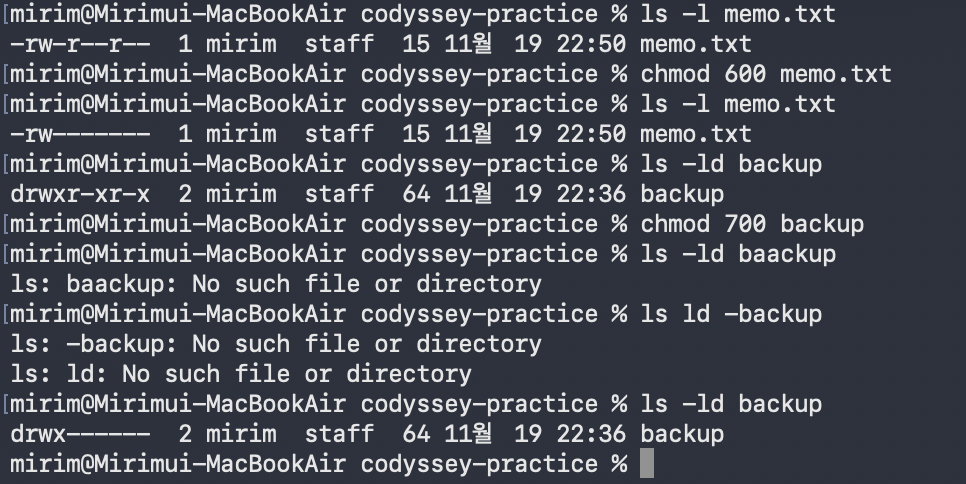 [mirim@Mirimui-MacBookAir codyssey-practice % ls -l memo.txt
-rw-r--r--  1 mirim  staff  15 11월  19 22:50 memo.txt
[mirim@Mirimui-MacBookAir codyssey-practice % chmod 600 memo.txt
[mirim@Mirimui-MacBookAir codyssey-practice % ls -l memo.txt
-rw-------  1 mirim  staff  15 11월  19 22:50 memo.txt
[mirim@Mirimui-MacBookAir codyssey-practice % ls -ld backup
drwxr-xr-x  2 mirim  staff  64 11월  19 22:36 backup
[mirim@Mirimui-MacBookAir codyssey-practice % chmod 700 backup
[mirim@Mirimui-MacBookAir codyssey-practice % ls -ld baackup
ls: baackup: No such file or directory
[mirim@Mirimui-MacBookAir codyssey-practice % ls ld -backup
ls: -backup: No such file or directory
ls: ld: No such file or directory
[mirim@Mirimui-MacBookAir codyssey-practice % ls -ld backup
drwx------  2 mirim  staff  64 11월  19 22:36 backup
mirim@Mirimui-MacBookAir codyssey-practice %